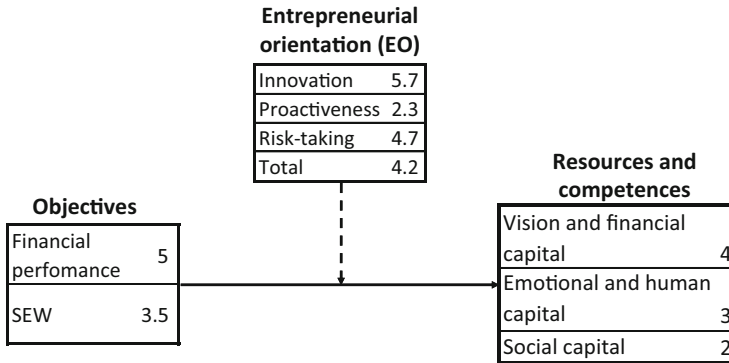 Entrepreneurial
orientation (EO)
Innovation 5.7
Proactiveness 2.3
Risk-taking 4.7
Total 4.2
Objectives
Financial
perfomance 5
SEW 3.5
Resources and
competences
Vision and financial
capital 4
Emotional and human
capital 3
Social capital 2